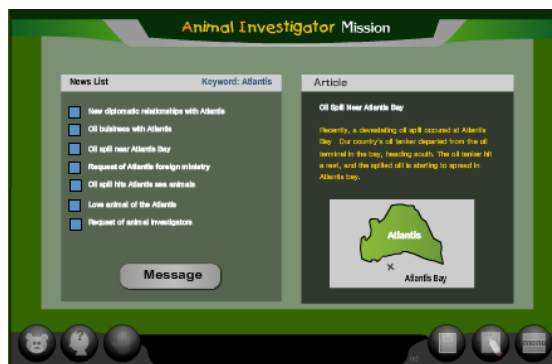 Animal Investigator Mission
News List Keyword: Atlantis
Article
New diplomatic relationships with Atlantis
Oil buisiness with Atlantis
Oil spill near Atlantis Bay
Request of Atlantis foreign ministry
Oil spill hits Atlantis sea animals
Love animal of the Atlantis
Request of animal investigators
Message
Oil Spill Near Atlantis Bay
Recently, a devastating oil spill occured at Atlantis
Bay Our country's oil tanker departed from the oil
terminal in the bay, heading south. The oil tanker hit
a reef, and the spilled oil is starting to spread in
Atlantis bay.
Atlantis
Atlantis Bay
menu